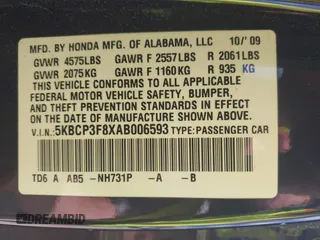 MFD. BY HONDA MFG. OF ALABAMA, LLC 10/'09
GVWR 4575LBS GAWR F 2557LBS R 2061LBS
GVWR 2075KG GAWR F 1160KG R 935 KG
THIS VEHICLE CONFORMS TO ALL APPLICABLE
FEDERAL MOTOR VEHICLE SAFETY, BUMPER,
AND THEFT PREVENTION STANDARDS IN EFFECT
ON THE DATE OF MANUFACTURE SHOWN ABOVE.
V.I.N.: 5KBCP3F8XAB006593 TYPE: PASSENGER CAR
TD6 A AB5 -NH731P -A -B
DREAMBID